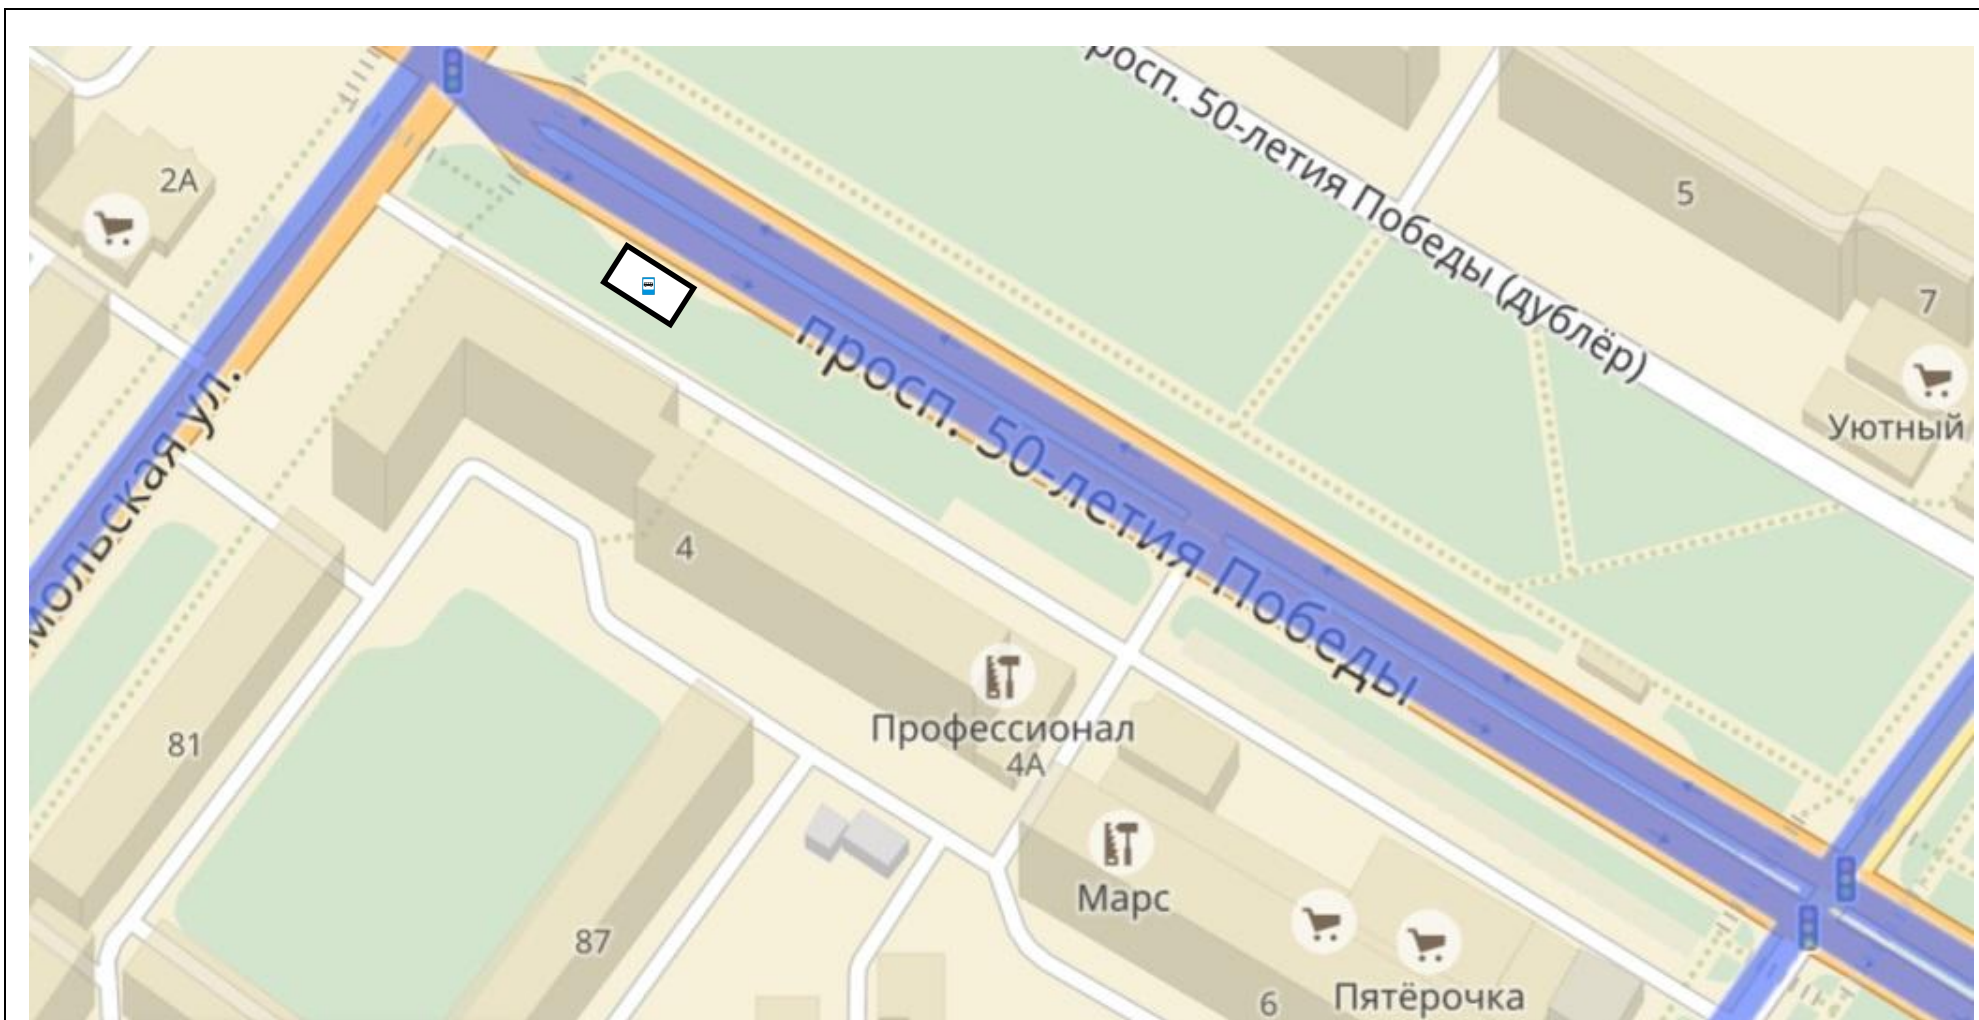 росп. 50-летия Победы (дублёр)
2А
5
7
Уютный
просп. 50-летия Победы
мольская ул.
4
Профессионал
4А
81
87
Марс
6
Пятёрочка